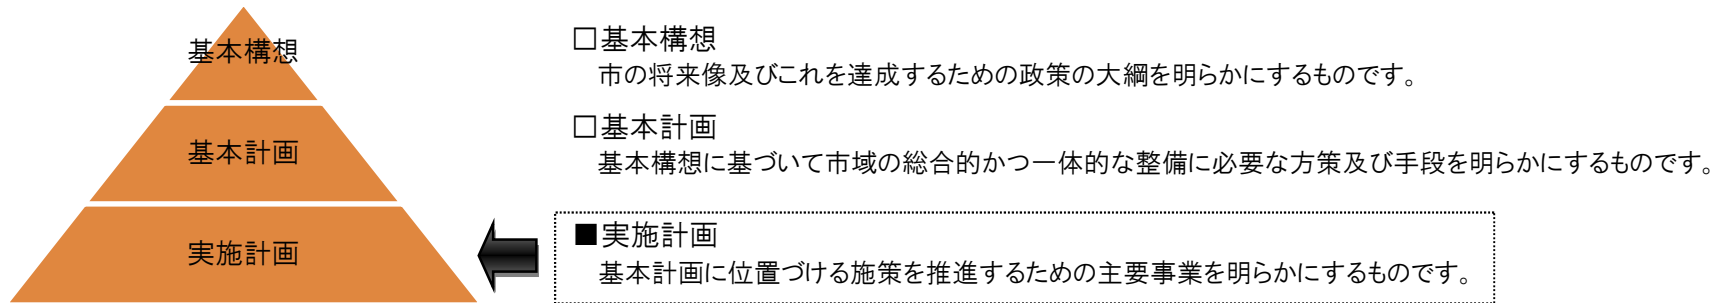 基本構想
基本計画
実施計画
□基本構想
市の将来像及びこれを達成するための政策の大綱を明らかにするものです。
□基本計画
基本構想に基づいて市域の総合的かつ一体的な整備に必要な方策及び手段を明らかにするものです。
■実施計画
基本計画に位置づける施策を推進するための主要事業を明らかにするものです。